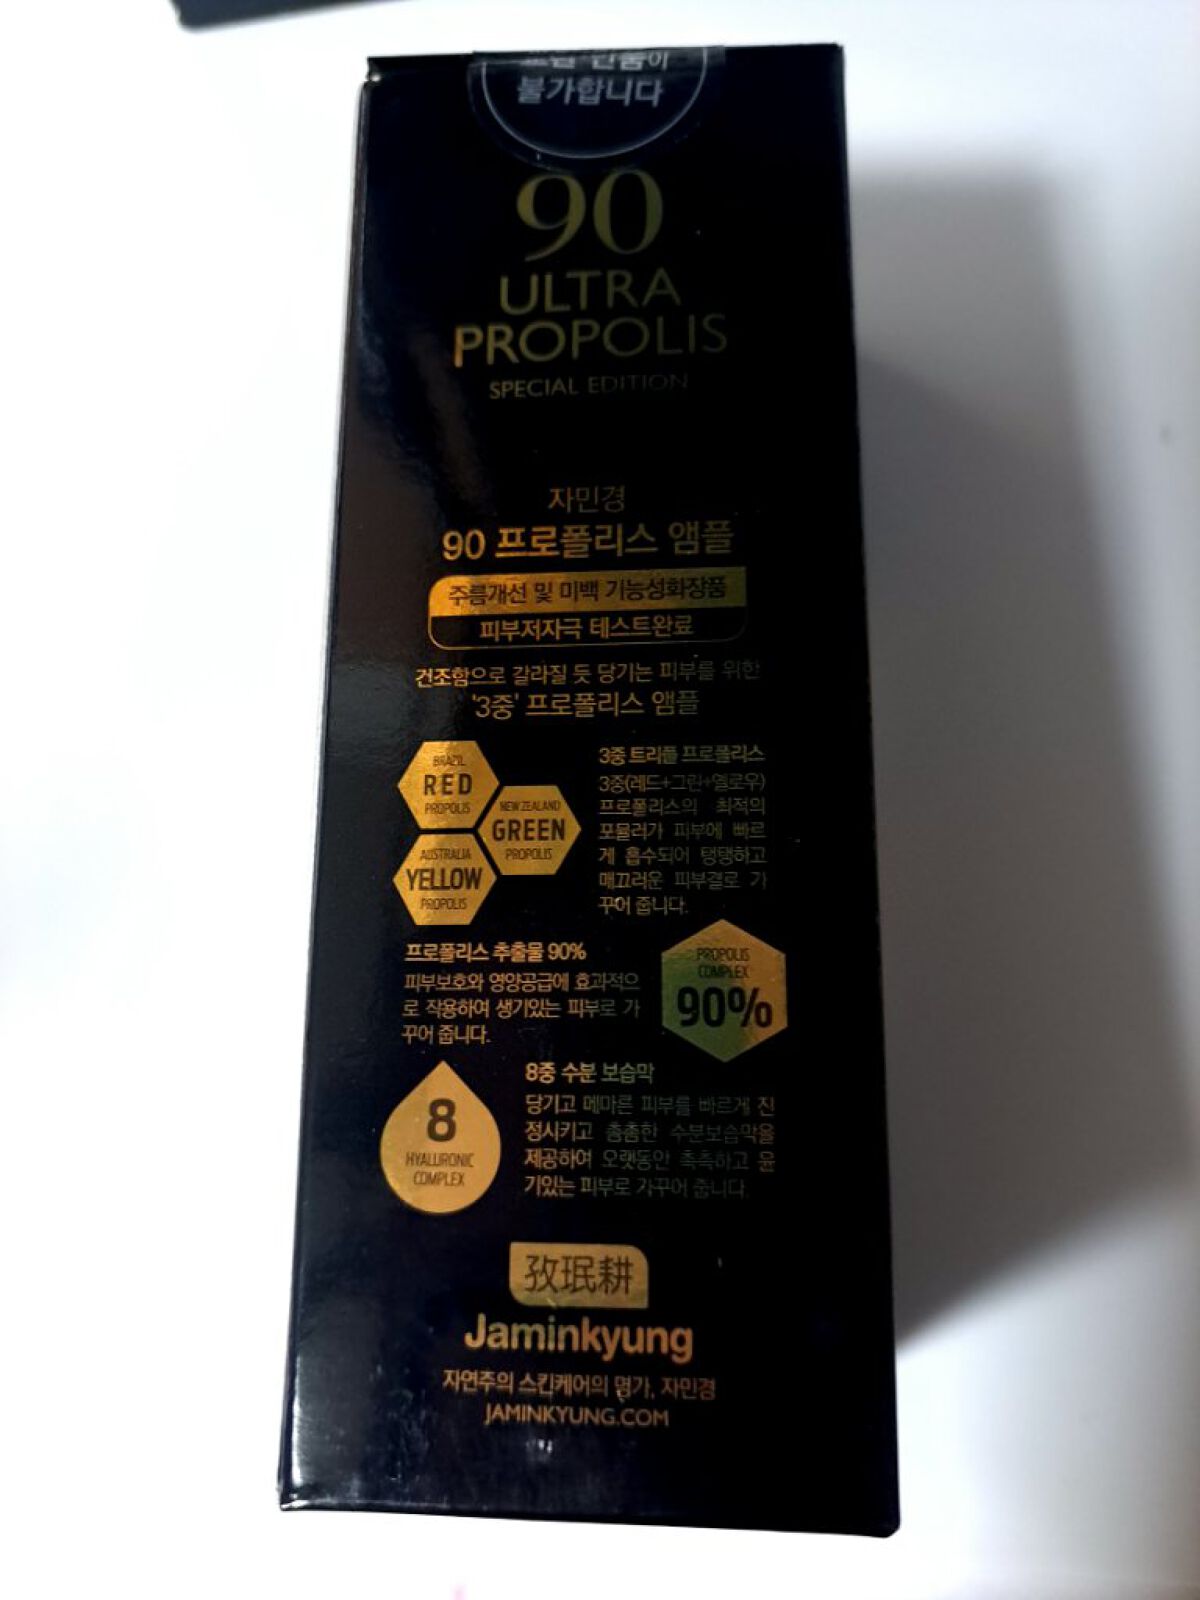 반품이
불가합니다
90
ULTRA
PROPOLIS
SPECIAL EDITION
자민경
90 프로폴리스 앰플
주름개선 및 미백 기능성화장품
피부저자극 테스트완료
건조함으로 갈라질 듯 당기는 피부를 위한
'3중' 프로폴리스 앰플
BRAZIL
RED
PROPOLIS
NEW ZEALAND
GREEN
PROPOLIS
AUSTRALIA
YELLOW
PROPOLIS
3중 트리플 프로폴리스
3중(레드+그린+옐로우)
프로폴리스의 최적의
포뮬러가 피부에 빠르
게 흡수되어 탱탱하고
매끄러운 피부결로 가
꾸어 줍니다.
프로폴리스 추출물 90%
피부보호와 영양공급에 효과적으
로 작용하여 생기있는 피부로 가
꾸어 줍니다.
PROPOLIS
COMPLEX
90%
8
HYALURONIC
COMPLEX
8중 수분 보습막
당기고 메마른 피부를 빠르게 진
정시키고 촘촘한 수분보습막을
제공하여 오랫동안 촉촉하고 윤
기있는 피부로 가꾸어 줍니다.
孜珉耕
Jaminkyung
자연주의 스킨케어의 명가, 자민경
JAMINKYUNG.COM